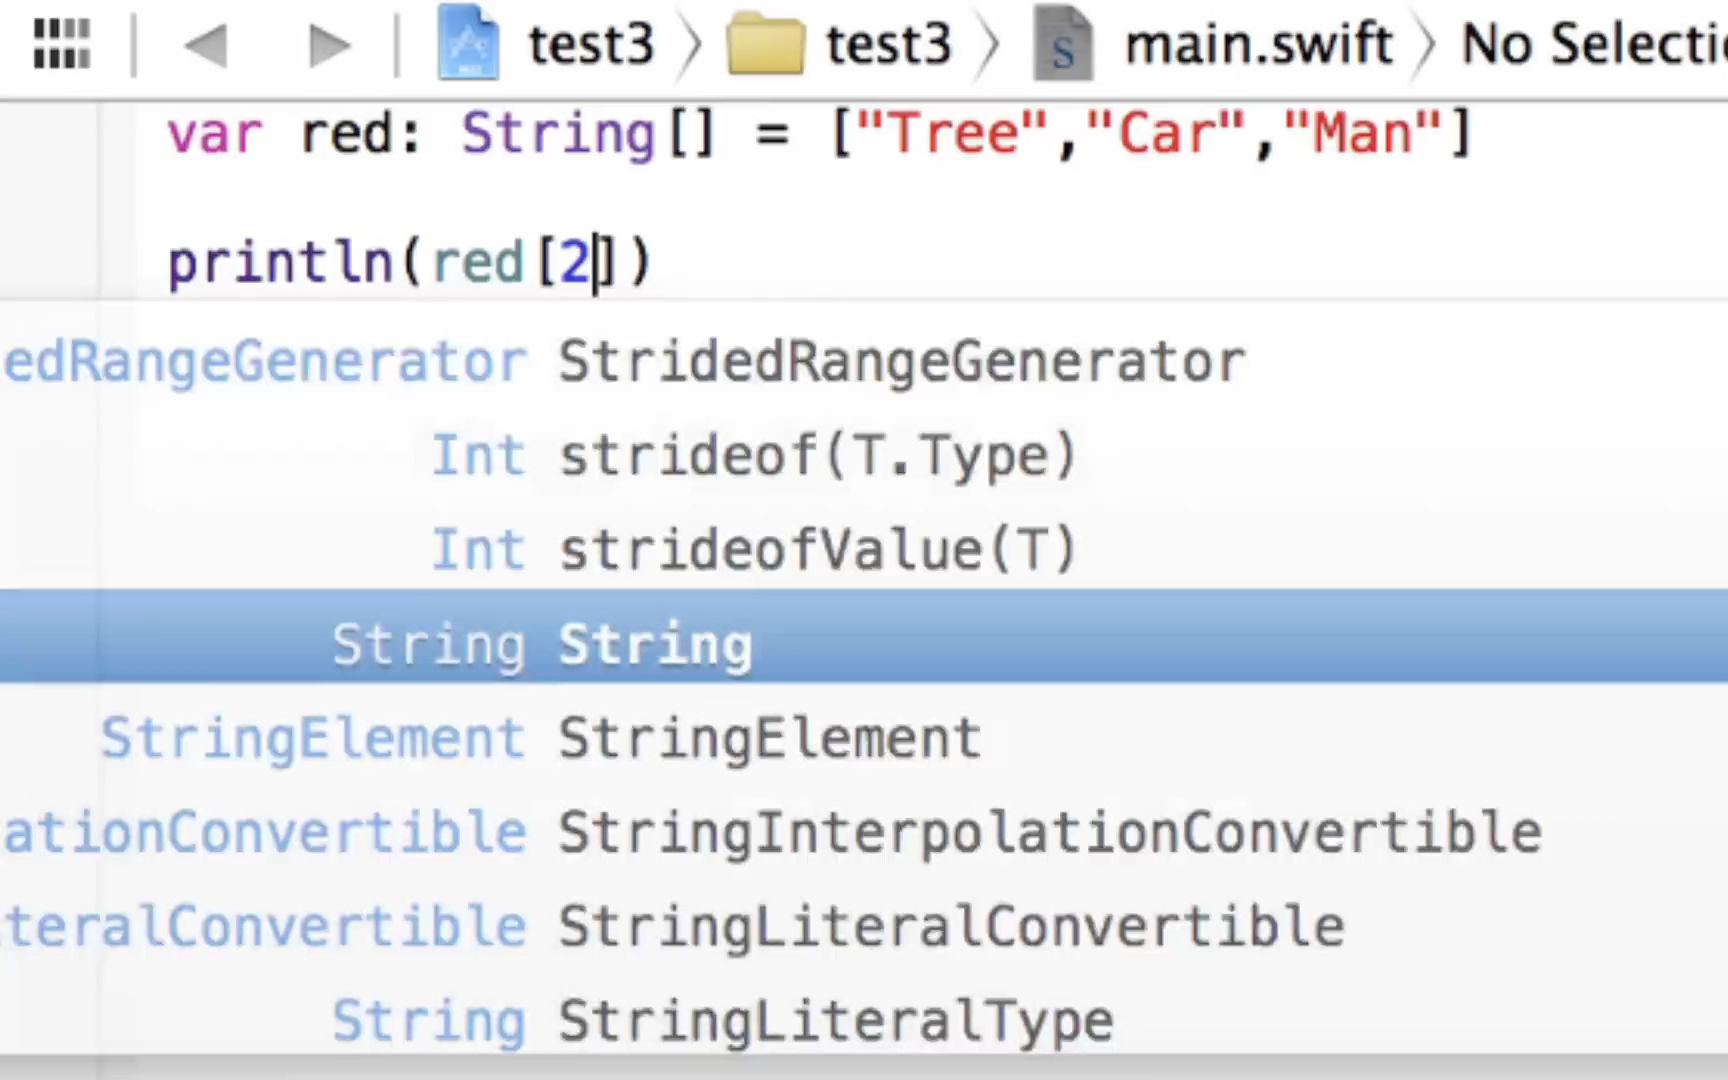 test3 test3 main.swift No Selecti
var red: String[] = ["Tree","Car","Man"]
println(red[2])
edRangeGenerator StridedRangeGenerator
Int strideof(T.Type)
Int strideofValue(T)
String String
StringElement StringElement
ationConvertible StringInterpolationConvertible
teralConvertible StringLiteralConvertible
String StringLiteralType